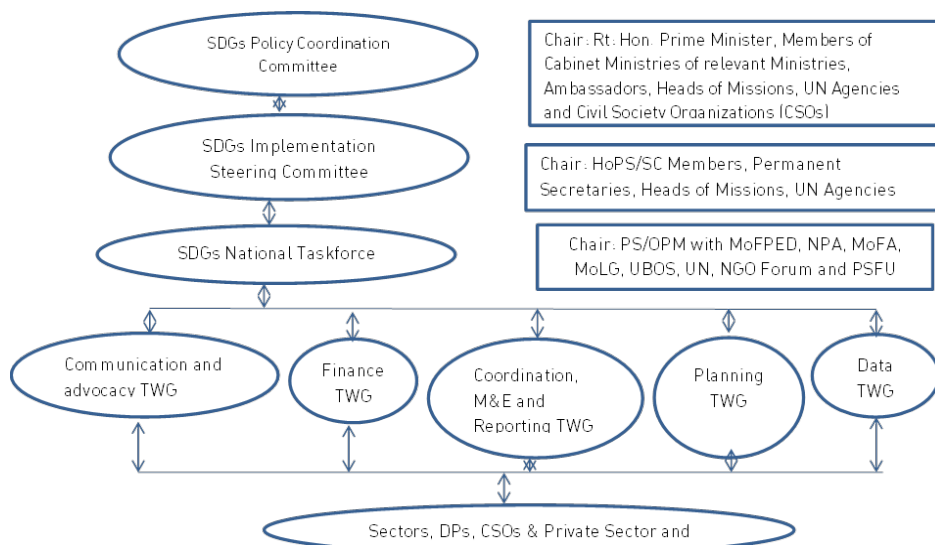 SDGs Policy Coordination
Committee
Chair: Rt: Hon. Prime Minister, Members of
Cabinet Ministries of relevant Ministries,
Ambassadors, Heads of Missions, UN Agencies
and Civil Society Organizations (CSOs)
SDGs Implementation
Steering Committee
Chair: HoPS/SC Members, Permanent
Secretaries, Heads of Missions, UN Agencies
SDGs National Taskforce
Chair: PS/OPM with MoFPED, NPA, MoFA,
MoLG, UBOS, UN, NGO Forum and PSFU
Communication and
advocacy TWG
Finance
TWG
Coordination,
M&E and
Reporting TWG
Planning
TWG
Data
TWG
Sectors, DPs, CSOs & Private Sector and